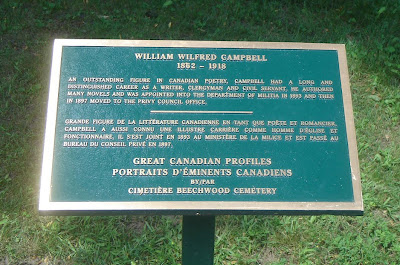 WILLIAM WILFRED CAMPBELL
1862 - 1918
AN OUTSTANDING FIGURE IN CANADIAN POETRY, CAMPBELL HAD A LONG AND
DISTINGUISHED CAREER AS A WRITER, CLERGYMAN AND CIVIL SERVANT. HE AUTHORED
MANY NOVELS AND WAS APPOINTED INTO THE DEPARTMENT OF MILITIA IN 1893 AND THEN
IN 1897 MOVED TO THE PRIVY COUNCIL OFFICE.
GRANDE FIGURE DE LA LITTÉRATURE CANADIENNE EN TANT QUE POÈTE ET ROMANCIER,
CAMPBELL A AUSSI CONNU UNE ILLUSTRE CARRIÈRE COMME HOMME D'ÉGLISE ET
FONCTIONNAIRE. IL S'EST JOINT EN 1893 AU MINISTÈRE DE LA MILICE ET EST PASSÉ AU
BUREAU DU CONSEIL PRIVÉ EN 1897.
GREAT CANADIAN PROFILES
PORTRAITS D'ÉMINENTS CANADIENS
BY/PAR
CIMETIÈRE BEECHWOOD CEMETERY